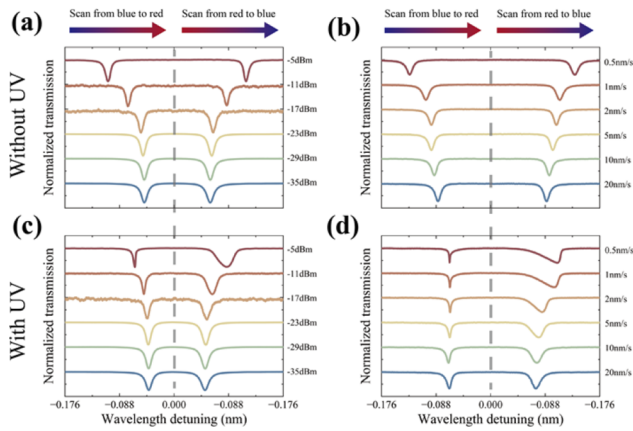 Scan from blue to red
Scan from red to blue
Scan from blue to red
Scan from red to blue
(a)
(b)
Without UV
Normalized transmission
-5dBm
-11dBm
-17dBm
-23dBm
-29dBm
-35dBm
Normalized transmission
0.5nm/s
1nm/s
2nm/s
5nm/s
10nm/s
20nm/s
(c)
(d)
With UV
Normalized transmission
-5dBm
-11dBm
-17dBm
-23dBm
-29dBm
-35dBm
Normalized transmission
0.5nm/s
1nm/s
2nm/s
5nm/s
10nm/s
20nm/s
−0.176 −0.088 0.000 −0.088 −0.176
−0.176 −0.088 0.000 −0.088 −0.176
Wavelength detuning (nm)
Wavelength detuning (nm)